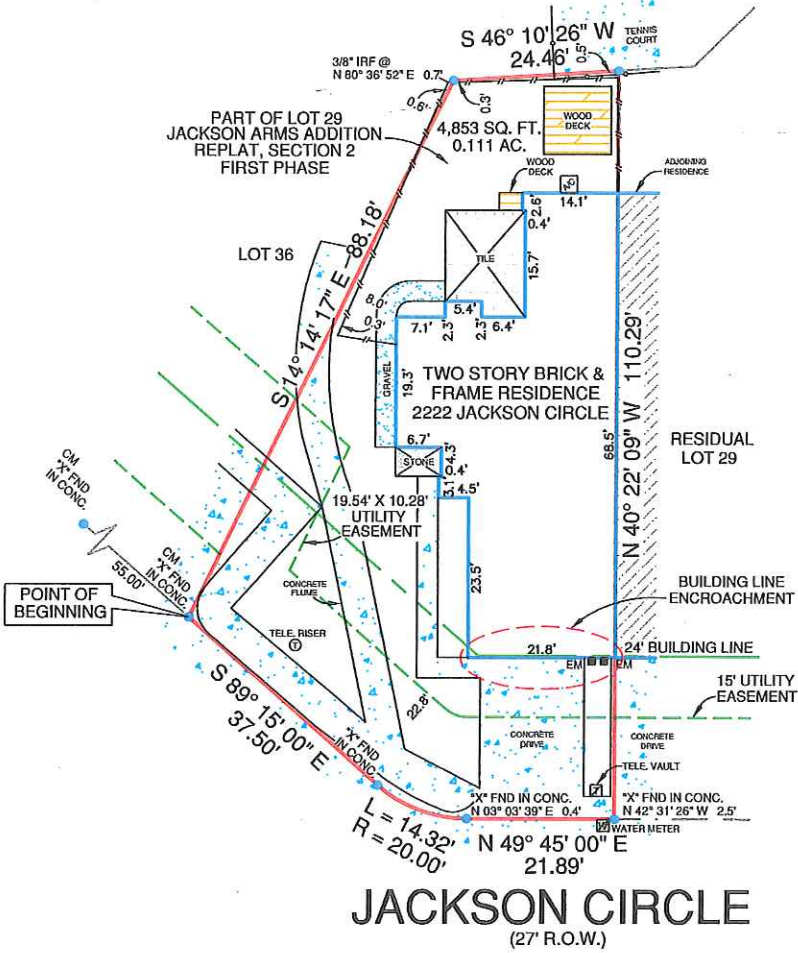 S 46° 10' 26" W
24.46'
0.5'
TENNIS
COURT
3/8" IRF @
N 80° 36' 52" E 0.7'
0.6'
0.3'
PART OF LOT 29
JACKSON ARMS ADDITION
REPLAT, SECTION 2
FIRST PHASE
4,853 SQ. FT.
0.111 AC.
WOOD
DECK
WOOD
DECK
AC
14.1'
ADJOINING
RESIDENCE
2.6'
0.4'
LOT 36
S 14° 14' 17" E 88.18'
TILE
15.7'
8.0'
0.3'
5.4'
7.1'
2.3'
2.3'
6.4'
GRAVEL
19.3'
TWO STORY BRICK &
FRAME RESIDENCE
2222 JACKSON CIRCLE
N 40° 22' 09" W 110.29'
68.5'
RESIDUAL
LOT 29
6.7'
STONE
4.3'
0.4'
3.1'
4.5'
CM
"X" FND
IN CONC.
55.00'
CM
"X" FND
IN CONC.
19.54' X 10.28'
UTILITY
EASEMENT
23.5'
POINT OF
BEGINNING
CONCRETE
FLUME
TELE. RISER
T
BUILDING LINE
ENCROACHMENT
21.8'
24' BUILDING LINE
EM
EM
15' UTILITY
EASEMENT
22.8'
S 89° 15' 00" E
37.50'
"X" FND
IN CONC.
CONCRETE
DRIVE
CONCRETE
DRIVE
TELE. VAULT
T
"X" FND IN CONC.
N 03° 03' 39" E 0.4'
"X" FND IN CONC.
N 42° 31' 26" W 2.5'
W
WATER METER
L = 14.32'
R = 20.00'
N 49° 45' 00" E
21.89'
JACKSON CIRCLE
(27' R.O.W.)